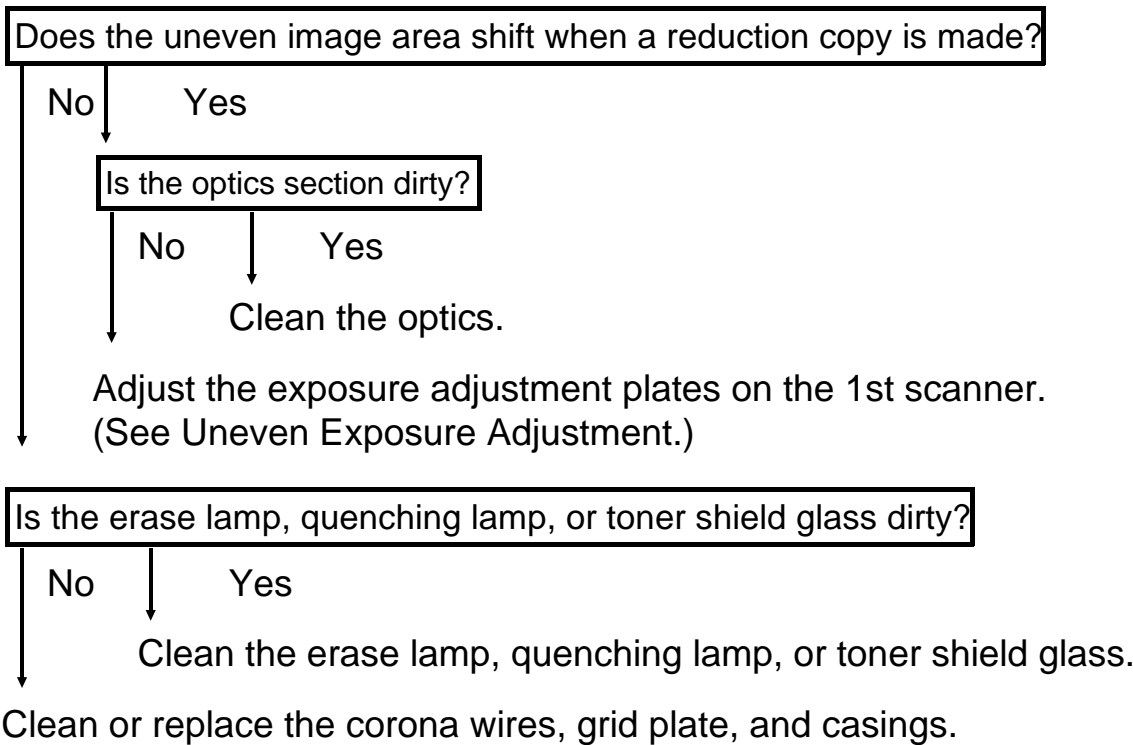 Does the uneven image area shift when a reduction copy is made?
No Yes
Is the optics section dirty?
No Yes
Clean the optics.
Adjust the exposure adjustment plates on the 1st scanner.
(See Uneven Exposure Adjustment.)
Is the erase lamp, quenching lamp, or toner shield glass dirty?
No Yes
Clean the erase lamp, quenching lamp, or toner shield glass.
Clean or replace the corona wires, grid plate, and casings.